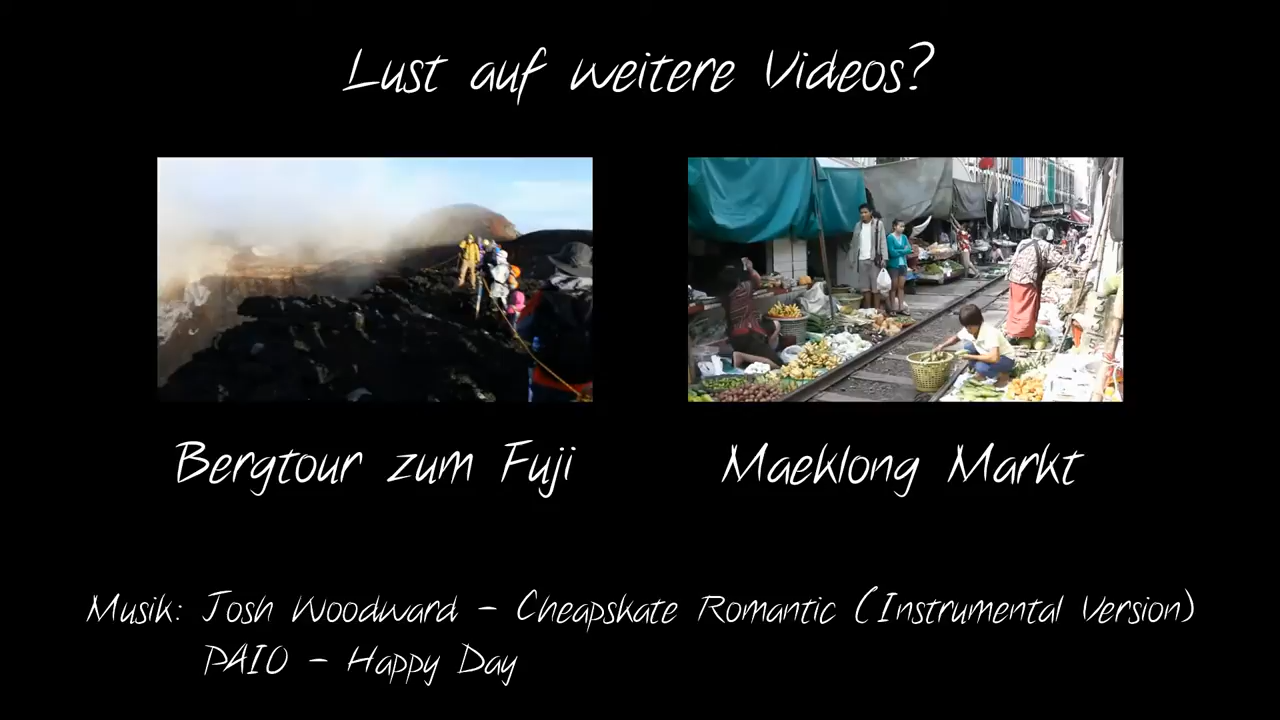 Lust auf weitere Videos?
Bergtour zum Fuji
Maeklong Markt
Musik: Josh Woodward - Cheapskate Romantic (Instrumental Version)
PAIO - Happy Day